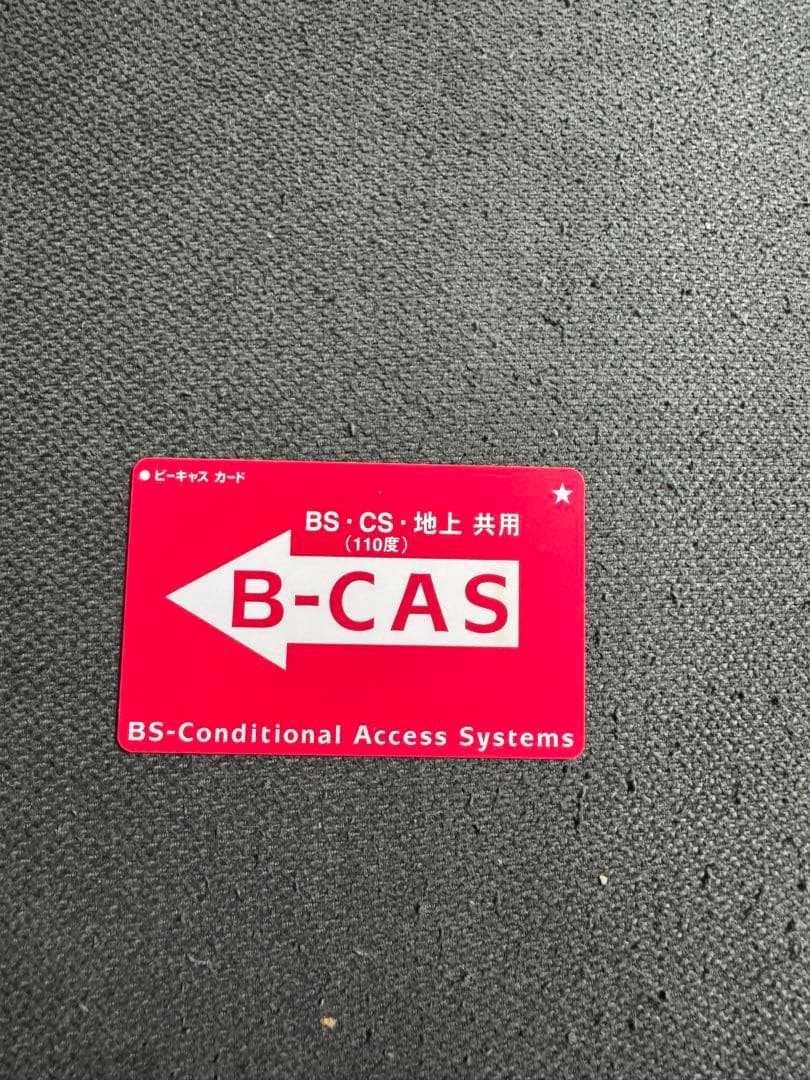 ●ビーキャス カード
★
BS・CS・地上 共用
（110度）
B-CAS
BS-Conditional Access Systems